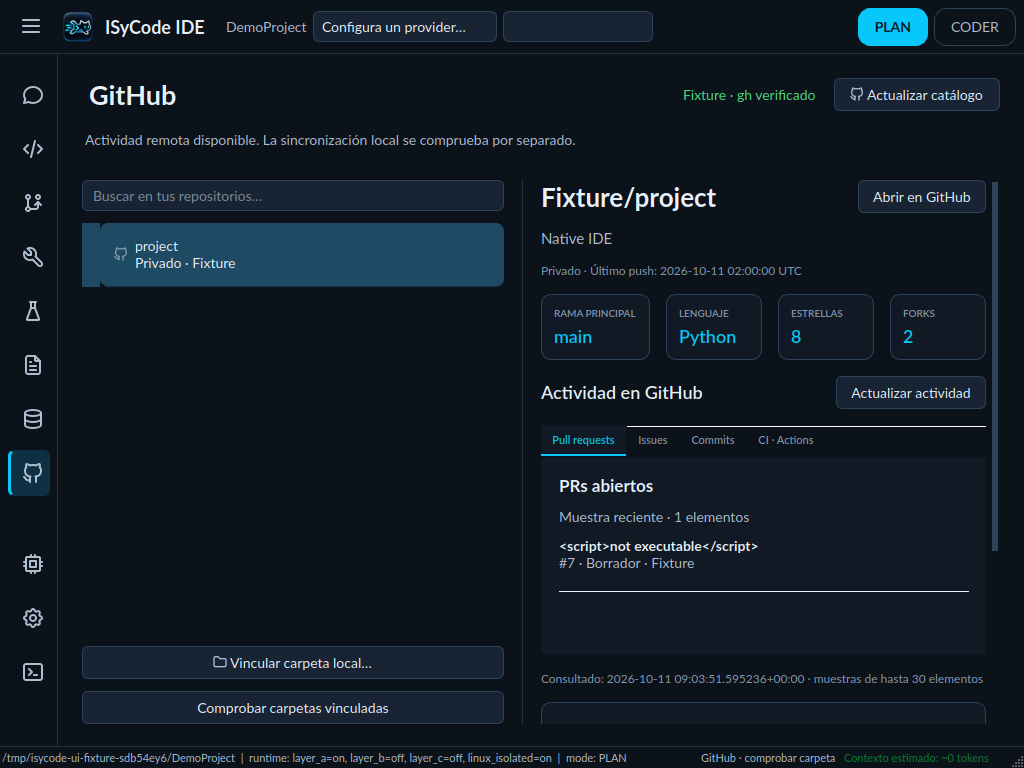 ISyCode IDE
DemoProject
Configura un provider...
PLAN
CODER
GitHub
Fixture · gh verificado
Actualizar catálogo
Actividad remota disponible. La sincronización local se comprueba por separado.
Buscar en tus repositorios...
project
Privado · Fixture
Vincular carpeta local...
Comprobar carpetas vinculadas
Fixture/project
Abrir en GitHub
Native IDE
Privado · Último push: 2026-10-11 02:00:00 UTC
RAMA PRINCIPAL
main
LENGUAJE
Python
ESTRELLAS
8
FORKS
2
Actividad en GitHub
Actualizar actividad
Pull requests
Issues
Commits
CI · Actions
PRs abiertos
Muestra reciente · 1 elementos
<script>not executable</script>
#7 · Borrador · Fixture
Consultado: 2026-10-11 09:03:51.595236+00:00 · muestras de hasta 30 elementos
/tmp/isycode-ui-fixture-sdb54ey6/DemoProject | runtime: layer_a=on, layer_b=off, layer_c=off, linux_isolated=on | mode: PLAN
GitHub · comprobar carpeta
Contexto estimado: ~0 tokens